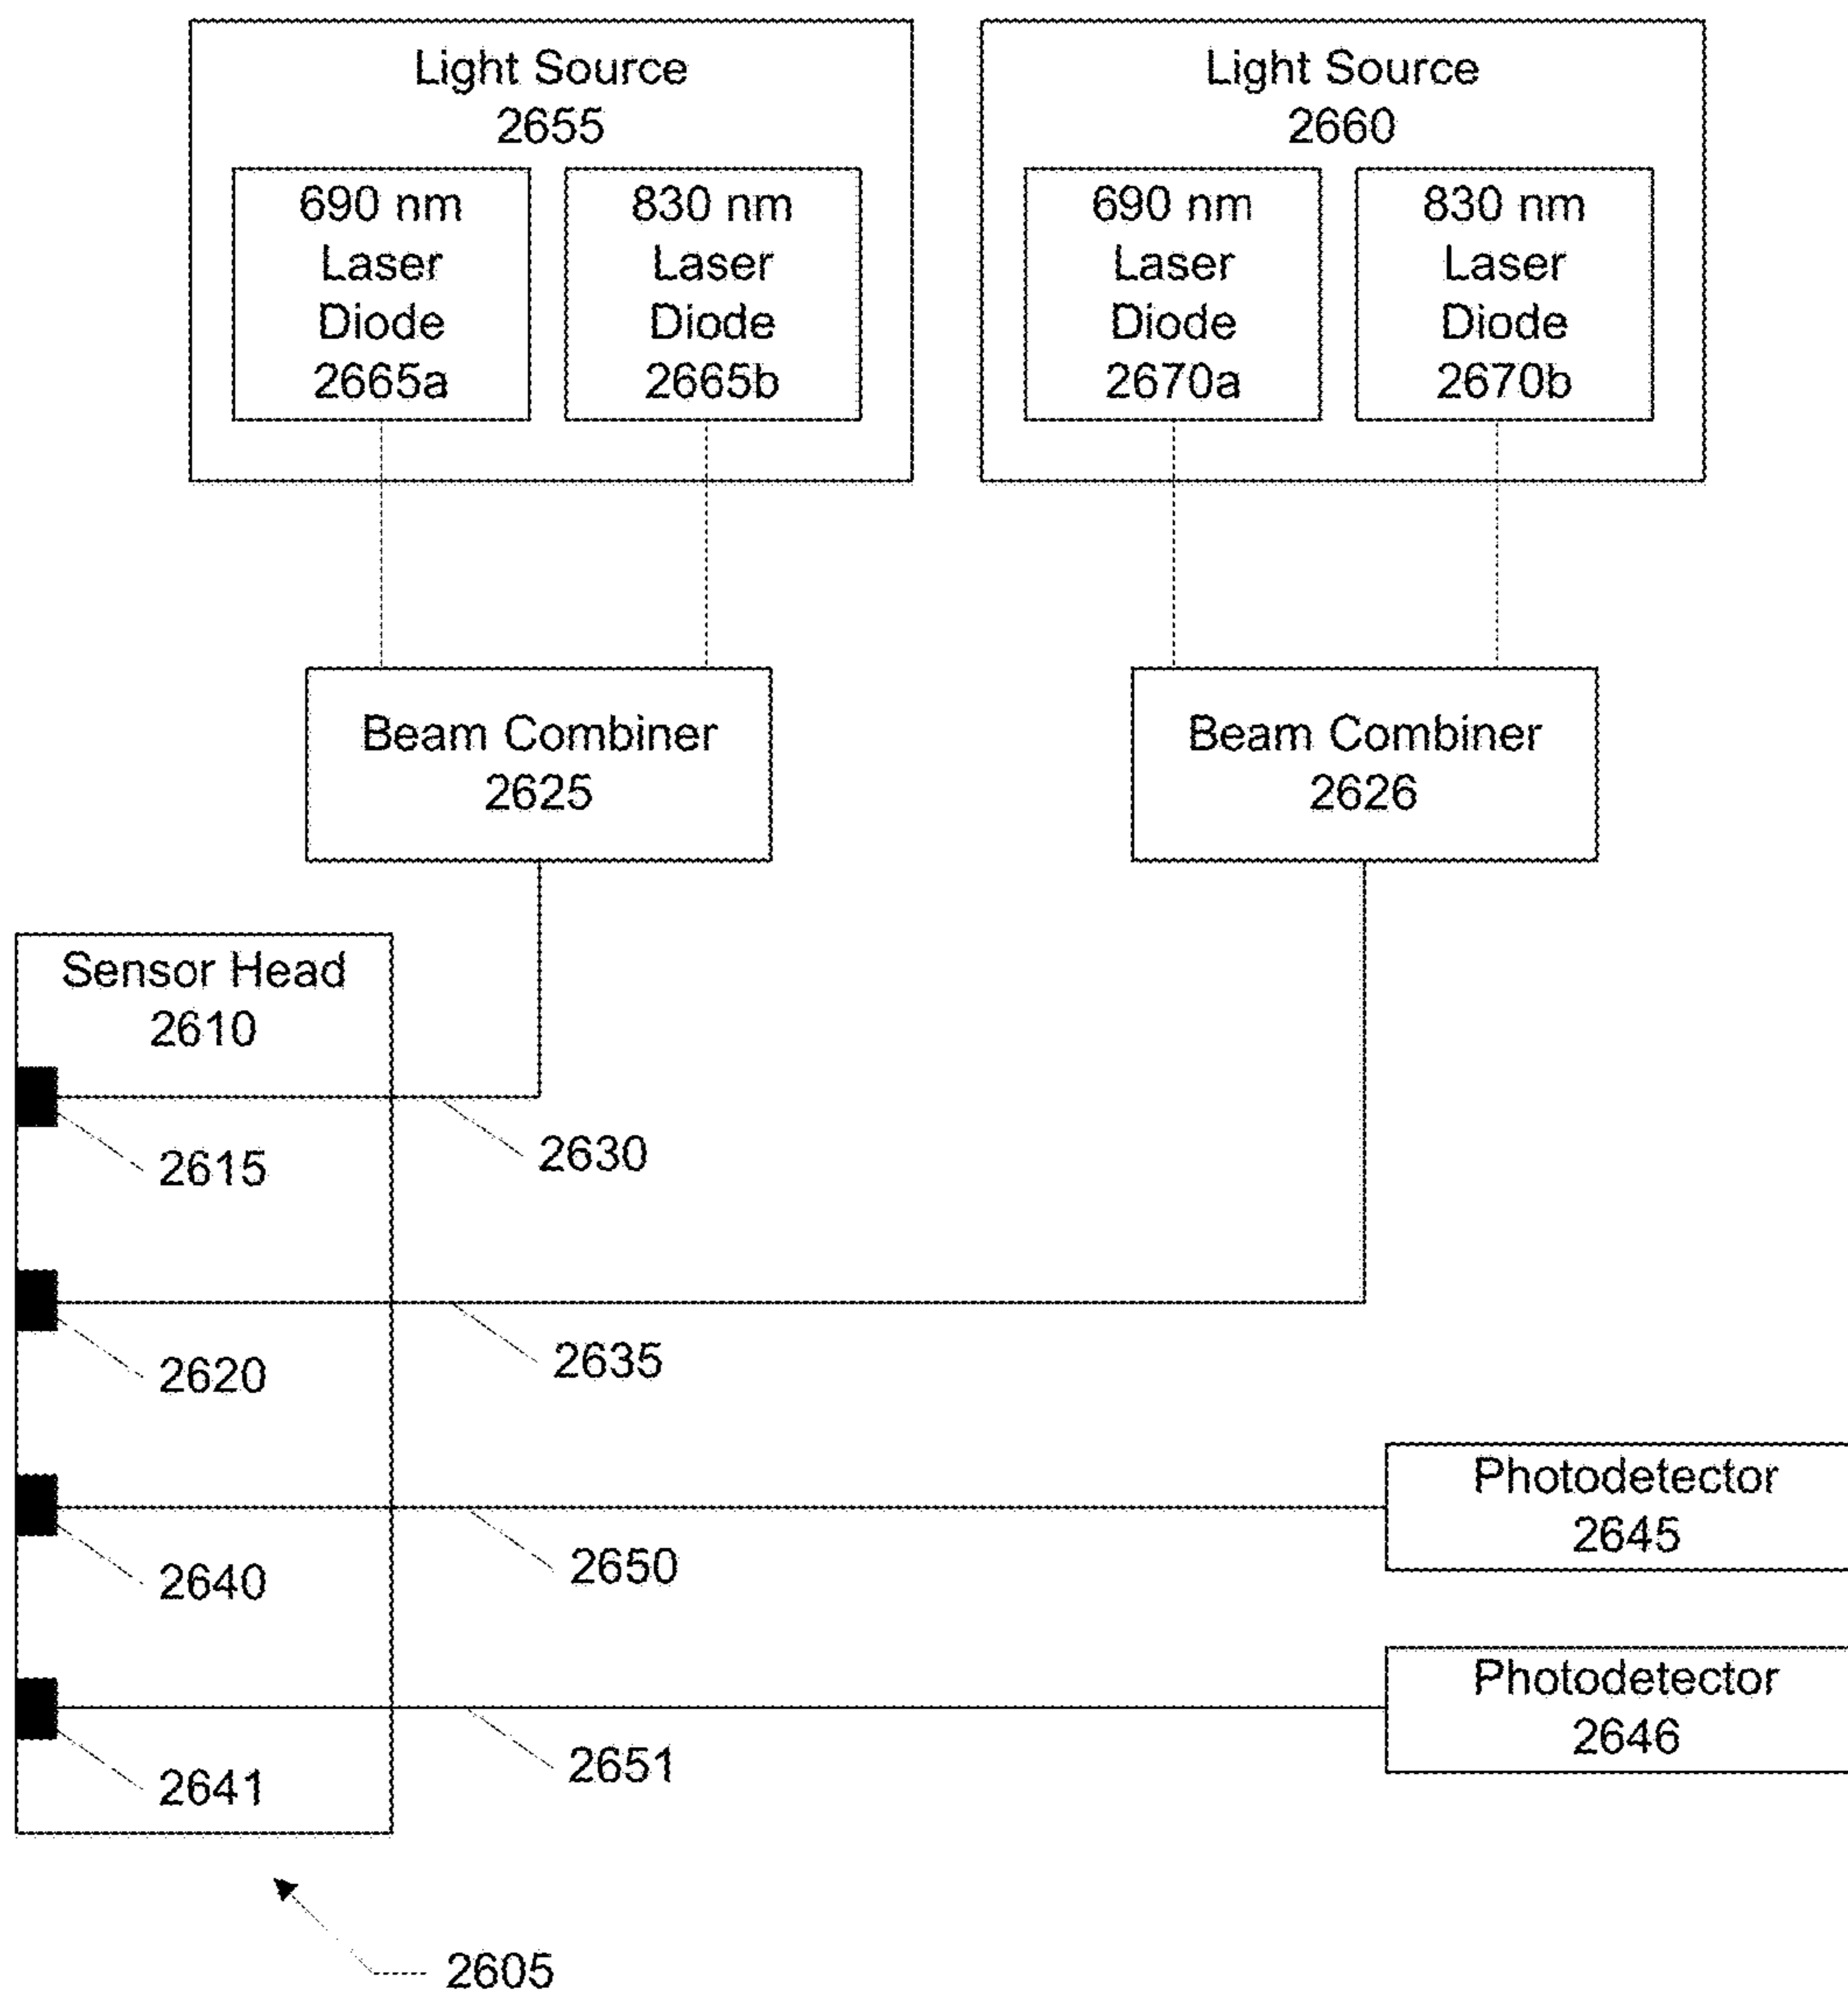 Light Source
2655
690 nm
Laser
Diode
2665a
830 nm
Laser
Diode
2665b
Light Source
2660
690 nm
Laser
Diode
2670a
830 nm
Laser
Diode
2670b
Beam Combiner
2625
Beam Combiner
2626
Sensor Head
2610
2615
2630
2620
2635
2640
2650
Photodetector
2645
2641
2651
Photodetector
2646
2605